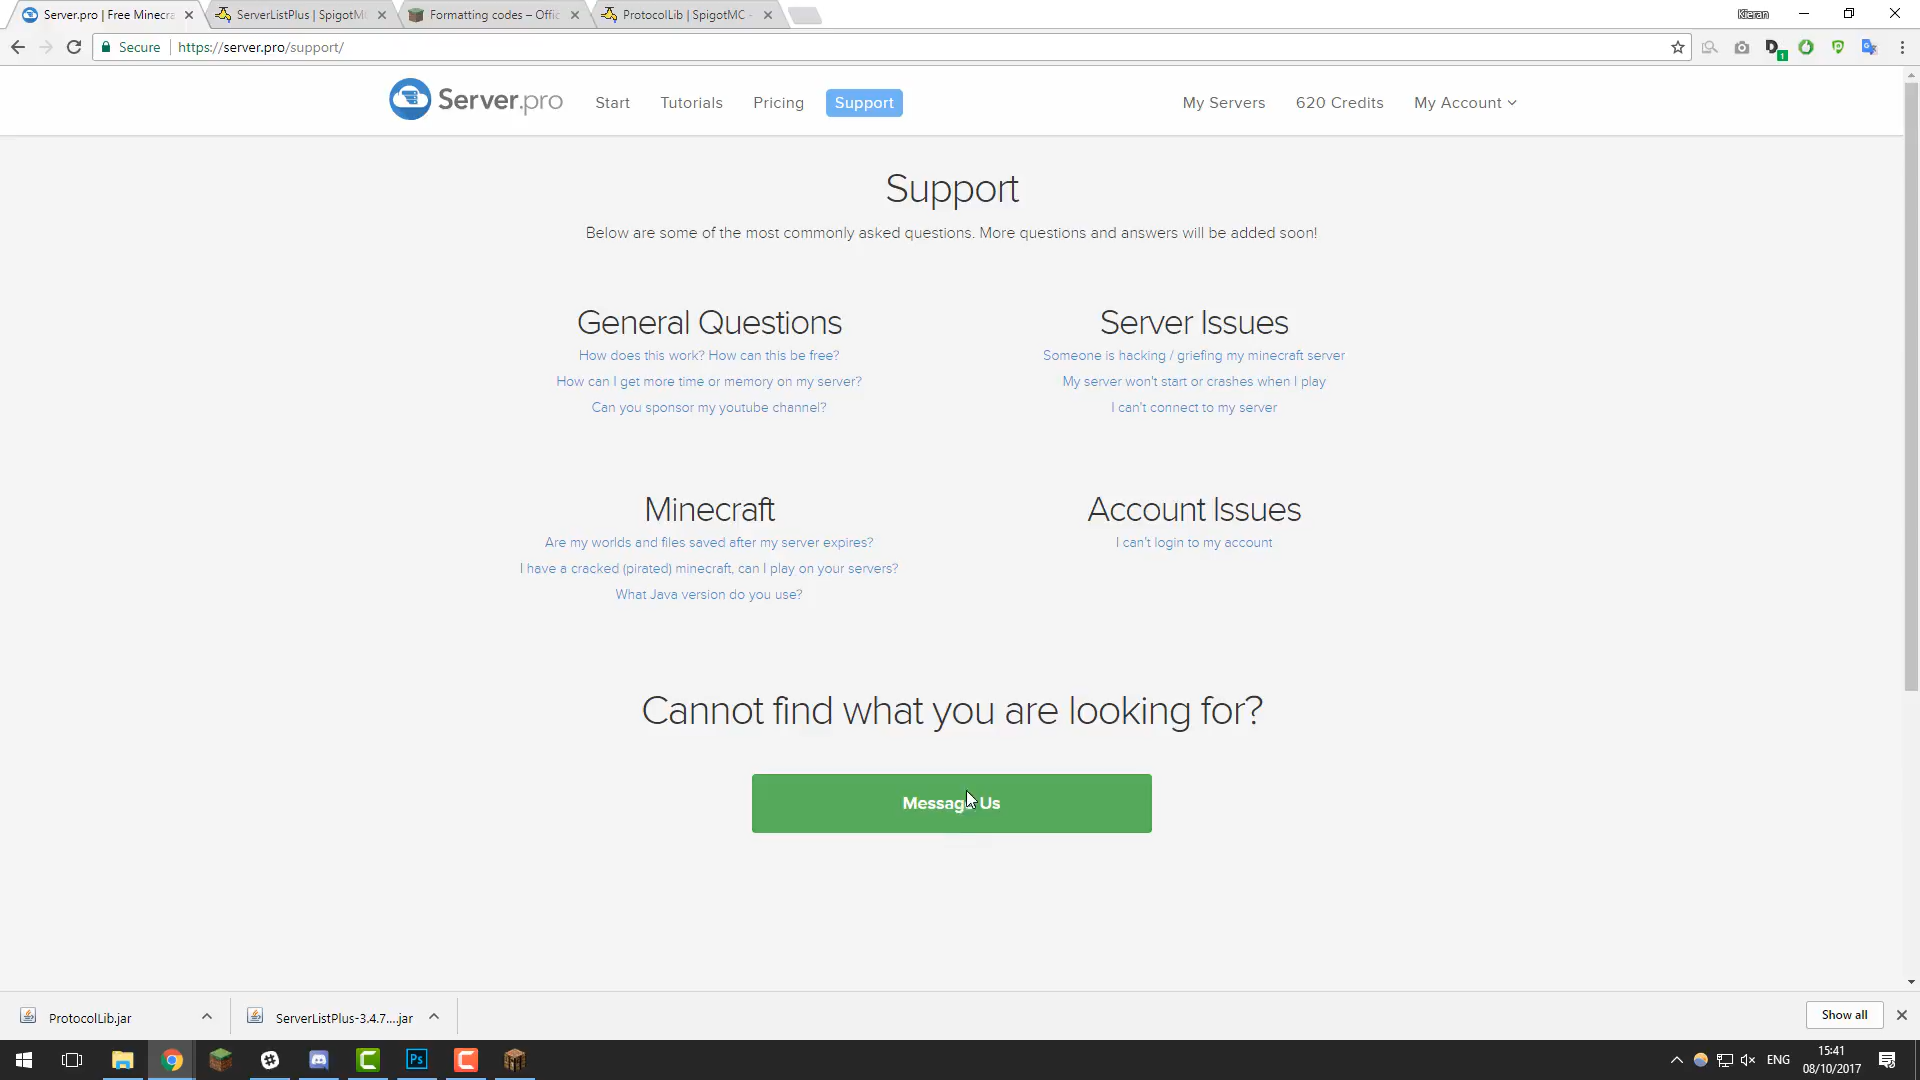 Server.pro | Free Minecra
ServerListPlus | SpigotM
Formatting codes – Offic
ProtocolLib | SpigotMC -
Kieran
Secure
https://server.pro/support/
1
Server.pro
Start
Tutorials
Pricing
Support
My Servers
620 Credits
My Account
Support
Below are some of the most commonly asked questions. More questions and answers will be added soon!
General Questions
How does this work? How can this be free?
How can I get more time or memory on my server?
Can you sponsor my youtube channel?
Server Issues
Someone is hacking / griefing my minecraft server
My server won't start or crashes when I play
I can't connect to my server
Minecraft
Are my worlds and files saved after my server expires?
I have a cracked (pirated) minecraft, can I play on your servers?
What Java version do you use?
Account Issues
I can't login to my account
Cannot find what you are looking for?
Message Us
ProtocolLib.jar
ServerListPlus-3.4.7....jar
Show all
Ps
ENG
15:41
08/10/2017